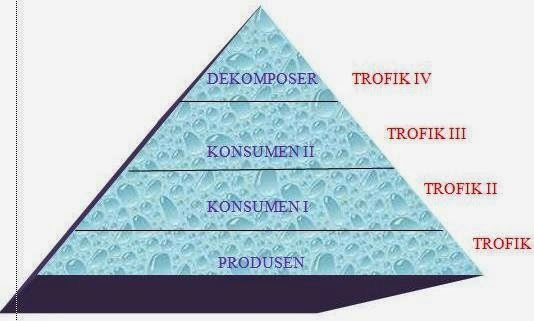 DEKOMPOSER TROFIK IV
TROFIK III
KONSUMEN II
TROFIK II
KONSUMEN I
TROFIK
PRODUSEN